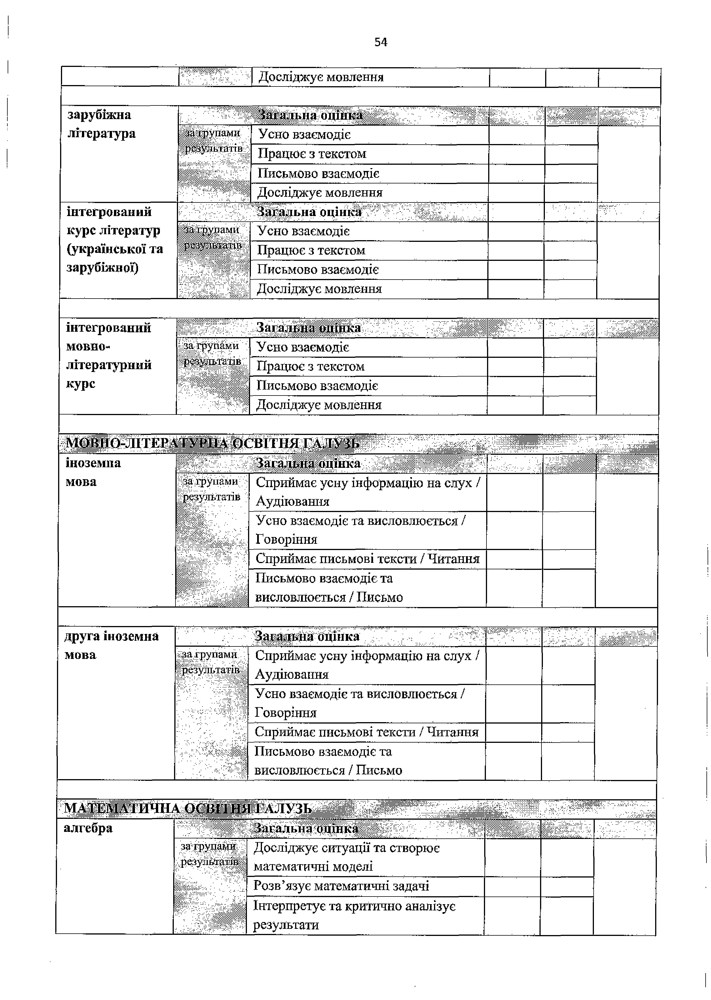 54
Досліджує мовлення
зарубіжна
література
Загальна оцінка
за групами
результатів
Усно взаємодіє
Працює з текстом
Письмово взаємодіє
Досліджує мовлення
інтегрований
курс літератур
(української та
зарубіжної)
Загальна оцінка
за групами
результатів
Усно взаємодіє
Працює з текстом
Письмово взаємодіє
Досліджує мовлення
інтегрований
мовно-
літературний
курс
Загальна оцінка
за групами
результатів
Усно взаємодіє
Працює з текстом
Письмово взаємодіє
Досліджує мовлення
МОВНО-ЛІТЕРАТУРНА ОСВІТНЯ ГАЛУЗЬ
іноземна
мова
Загальна оцінка
за групами
результатів
Сприймає усну інформацію на слух /
Аудіювання
Усно взаємодіє та висловлюється /
Говоріння
Сприймає письмові тексти / Читання
Письмово взаємодіє та
висловлюється / Письмо
друга іноземна
мова
Загальна оцінка
за групами
результатів
Сприймає усну інформацію на слух /
Аудіювання
Усно взаємодіє та висловлюється /
Говоріння
Сприймає письмові тексти / Читання
Письмово взаємодіє та
висловлюється / Письмо
МАТЕМАТИЧНА ОСВІТНЯ ГАЛУЗЬ
алгебра
Загальна оцінка
за групами
результатів
Досліджує ситуації та створює
математичні моделі
Розв’язує математичні задачі
Інтерпретує та критично аналізує
результати